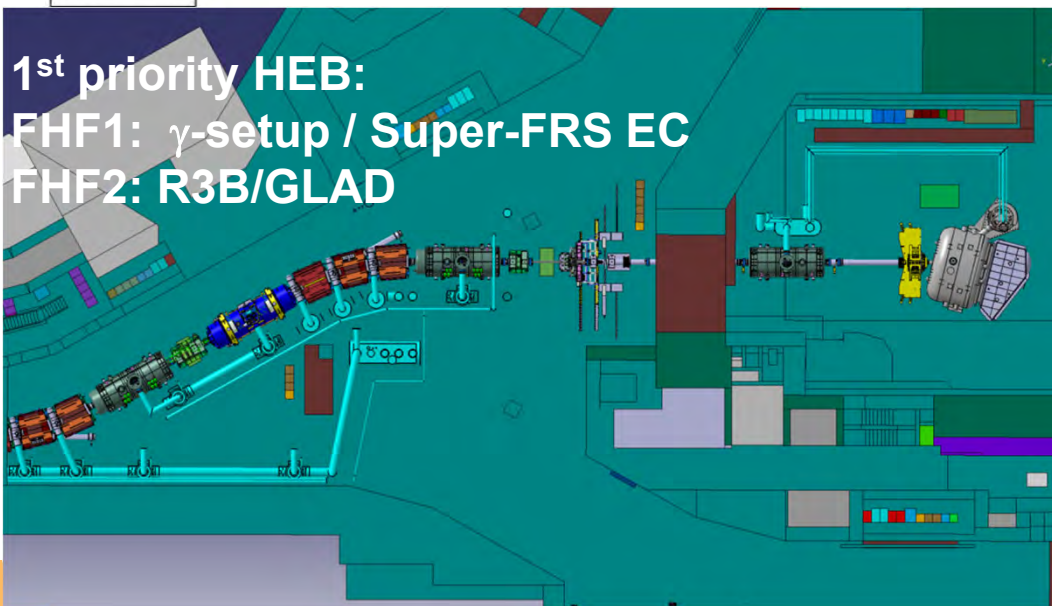 1st priority HEB:
FHF1: γ-setup / Super-FRS EC
FHF2: R3B/GLAD